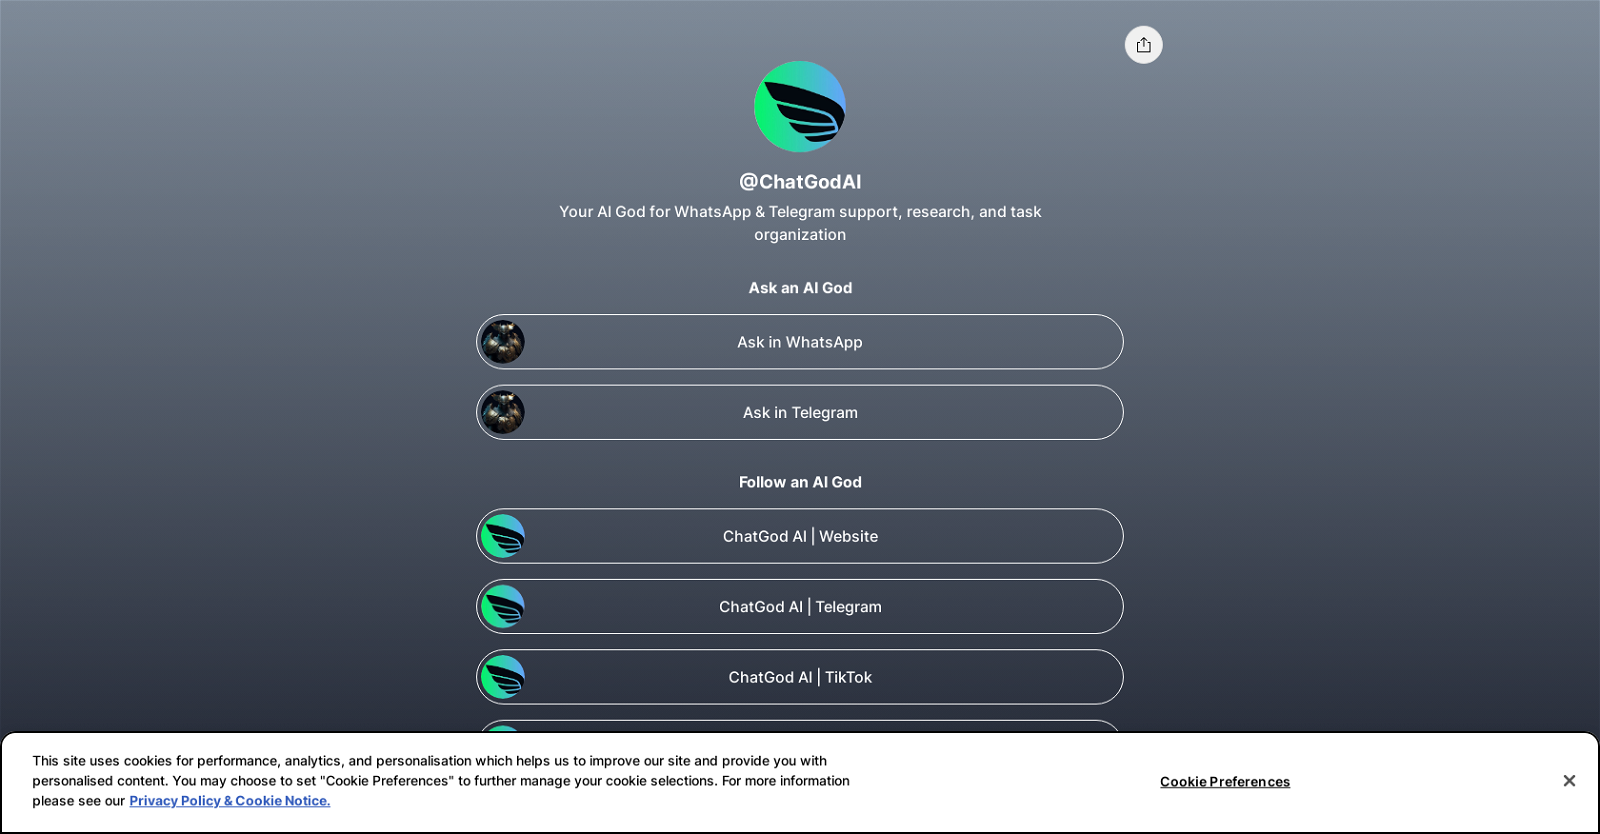 @ChatGodAI
Your AI God for WhatsApp & Telegram support, research, and task
organization
Ask an AI God
Ask in WhatsApp
Ask in Telegram
Follow an AI God
ChatGod AI | Website
ChatGod AI | Telegram
ChatGod AI | TikTok
This site uses cookies for performance, analytics, and personalisation which helps us to improve our site and provide you with
personalised content. You may choose to set "Cookie Preferences" to further manage your cookie selections. For more information
please see our Privacy Policy & Cookie Notice.
Cookie Preferences